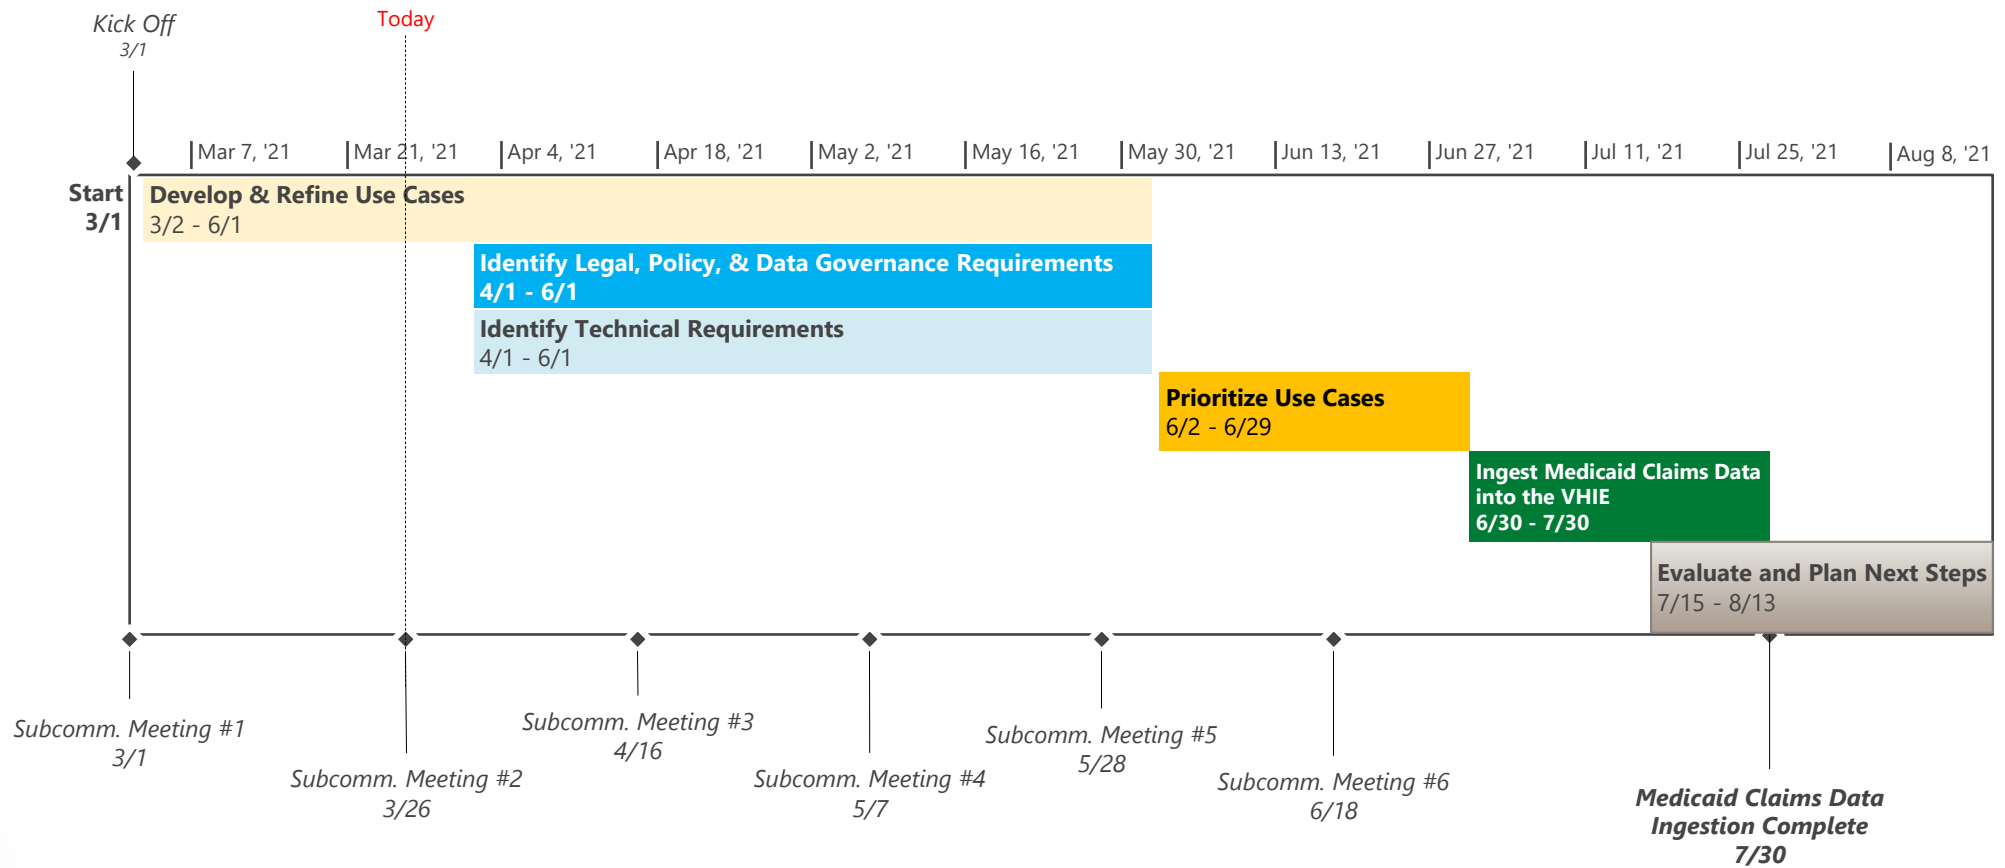 Kick Off
3/1
Today
Mar 7, '21
Mar 21, '21
Apr 4, '21
Apr 18, '21
May 2, '21
May 16, '21
May 30, '21
Jun 13, '21
Jun 27, '21
Jul 11, '21
Jul 25, '21
Aug 8, '21
Start
3/1
Develop & Refine Use Cases
3/2 - 6/1
Identify Legal, Policy, & Data Governance Requirements
4/1 - 6/1
Identify Technical Requirements
4/1 - 6/1
Prioritize Use Cases
6/2 - 6/29
Ingest Medicaid Claims Data
into the VHIE
6/30 - 7/30
Evaluate and Plan Next Steps
7/15 - 8/13
Subcomm. Meeting #1
3/1
Subcomm. Meeting #2
3/26
Subcomm. Meeting #3
4/16
Subcomm. Meeting #4
5/7
Subcomm. Meeting #5
5/28
Subcomm. Meeting #6
6/18
Medicaid Claims Data
Ingestion Complete
7/30